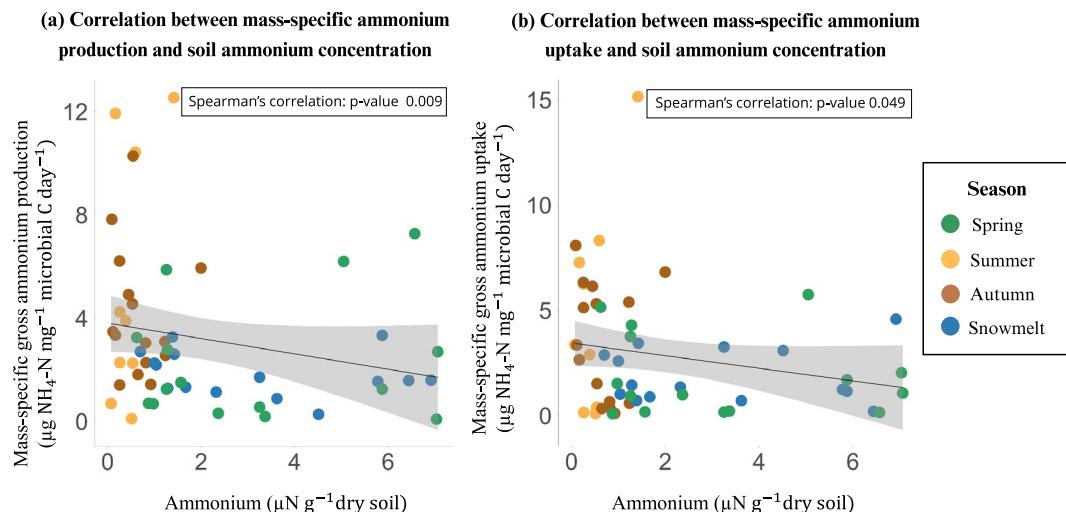 (a) Correlation between mass-specific ammonium
production and soil ammonium concentration
Spearman's correlation: p-value 0.009
12
8
4
0
0
2
4
6
Mass-specific gross ammonium production
(μg NH₄-N mg⁻¹ microbial C day⁻¹)
Ammonium (μN g⁻¹dry soil)
(b) Correlation between mass-specific ammonium
uptake and soil ammonium concentration
Spearman's correlation: p-value 0.049
15
10
5
0
0
2
4
6
Mass-specific gross ammonium uptake
(μg NH₄-N mg⁻¹ microbial C day⁻¹)
Ammonium (μN g⁻¹dry soil)
Season
Spring
Summer
Autumn
Snowmelt